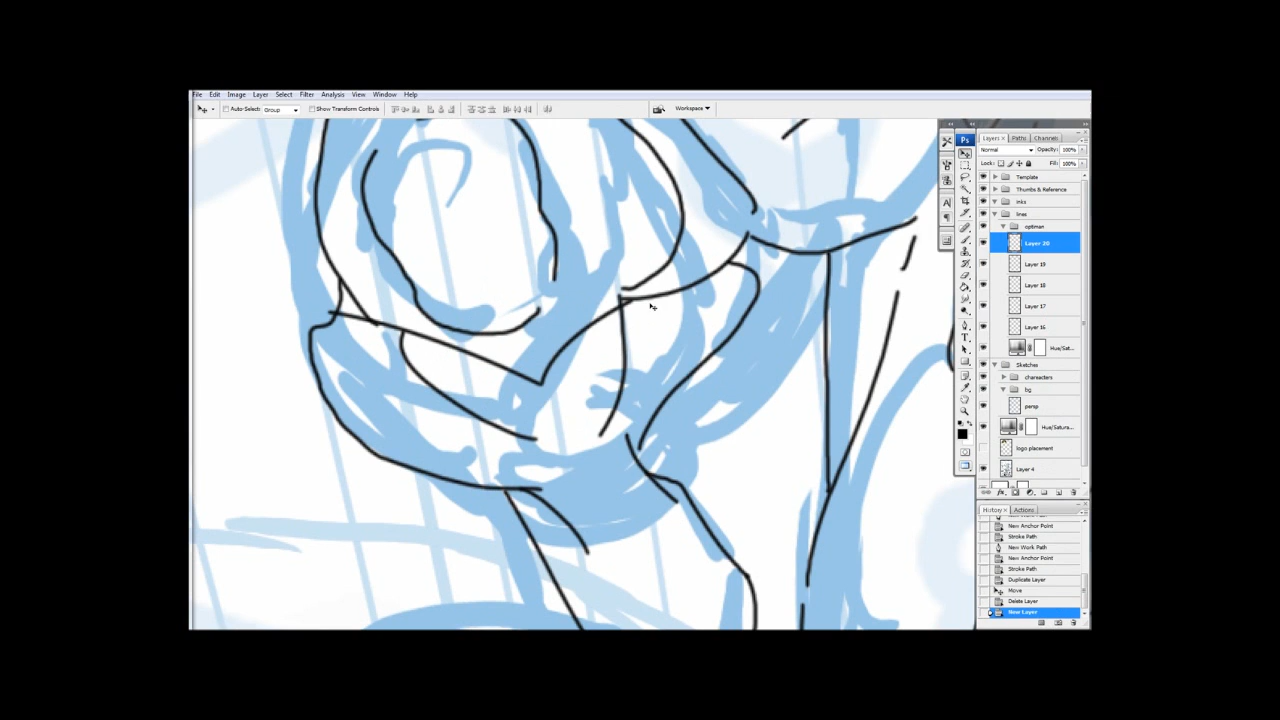 File Edit Image Layer Select Filter Analysis View Window Help
Auto-Select: Group Show Transform Controls Workspace
Ps
Layers × Paths Channels
Normal Opacity: 100%
Lock: Fill: 100%
Template
Thumbs & Reference
inks
lines
optman
Layer 20
Layer 19
Layer 18
Layer 17
Layer 16
Hue/Sat...
Sketches
bg
persp
Hue/Satura...
logo placement
Layer 4
fx
History × Actions
New Anchor Point
Stroke Path
New Work Path
New Anchor Point
Stroke Path
Duplicate Layer
Move
Delete Layer
New Layer